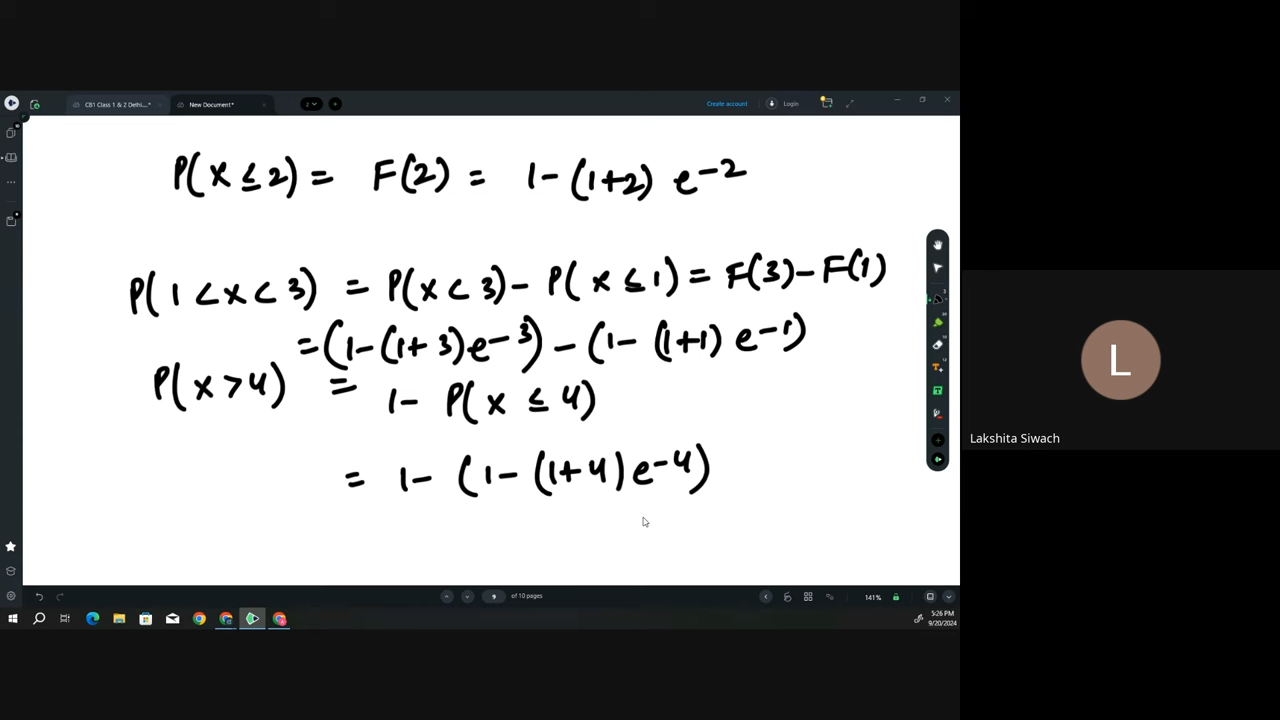 CB1 Class 1 & 2 Delhi...*
New Document*
2
Create account
Login
P(X ≤ 2) = F(2) = 1 - (1+2) e^-2
P(1 < x < 3) = P(x < 3) - P(x ≤ 1) = F(3) - F(1)
= (1 - (1+3) e^-3) - (1 - (1+1) e^-1)
P(x > 4) = 1 - P(x ≤ 4)
= 1 - (1 - (1+4) e^-4)
L
Lakshita Siwach
9 of 10 pages
141%
5:26 PM
9/20/2024